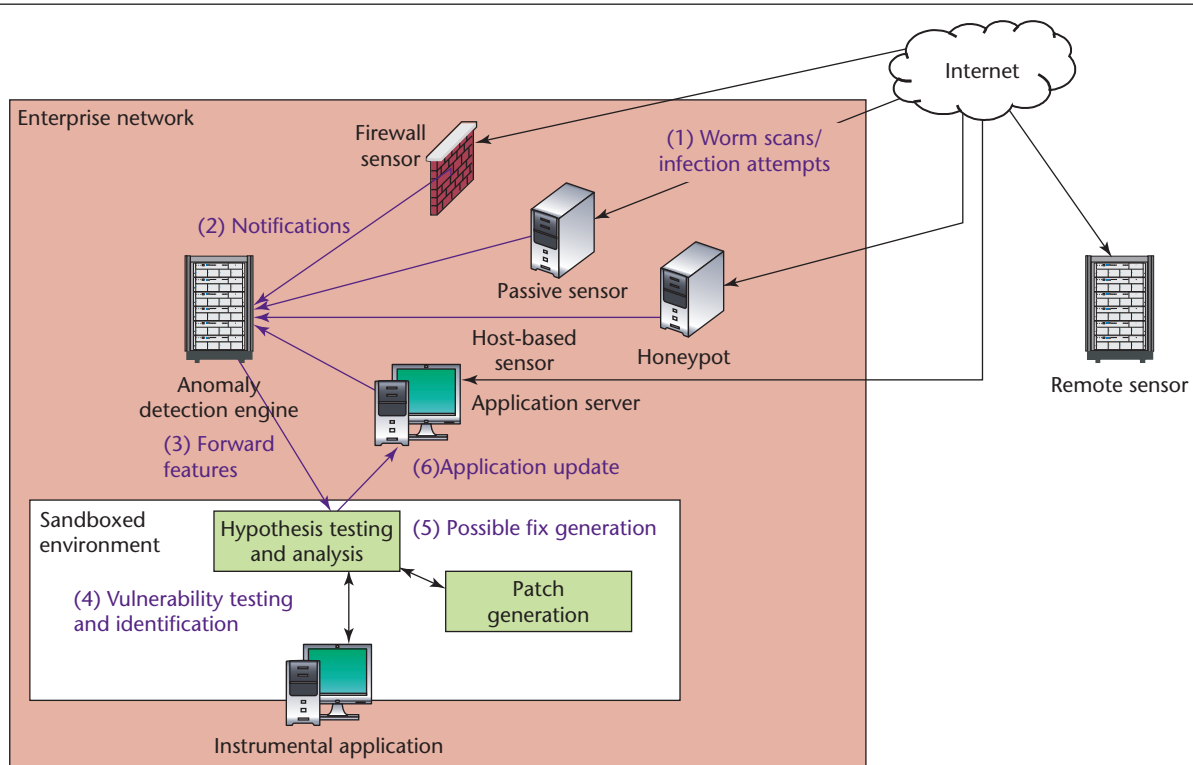 Internet
Enterprise network
Firewall
sensor
(1) Worm scans/
infection attempts
(2) Notifications
Passive sensor
Honeypot
Host-based
sensor
Remote sensor
Anomaly
detection engine
Application server
(3) Forward
features
(6)Application update
Sandboxed
environment
Hypothesis testing
and analysis
(5) Possible fix generation
Patch
generation
(4) Vulnerability testing
and identification
Instrumental application